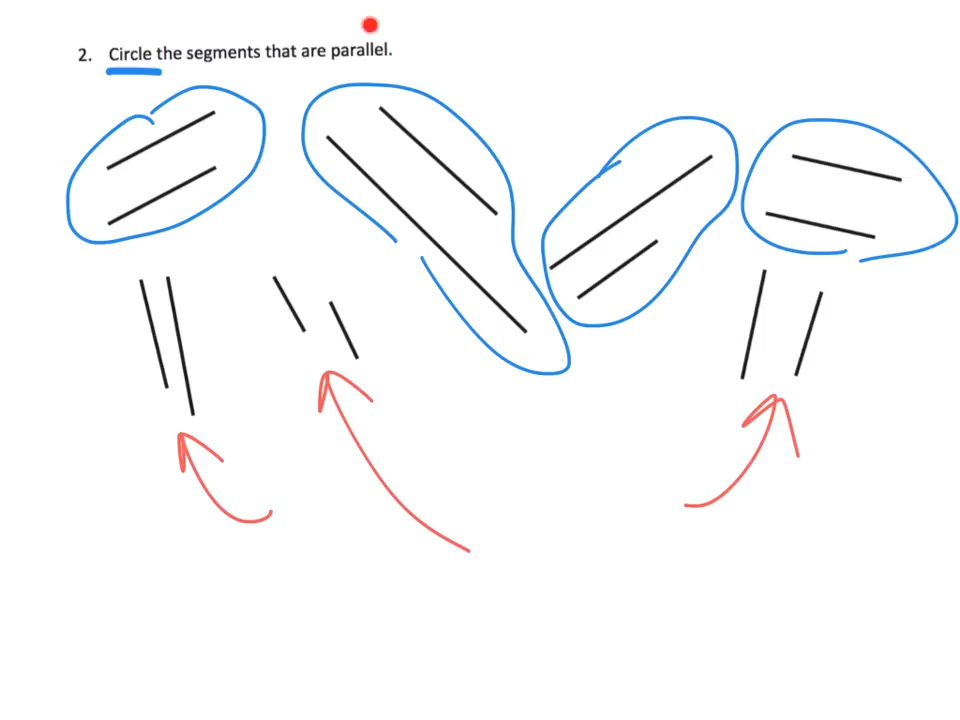 2. Circle the segments that are parallel.